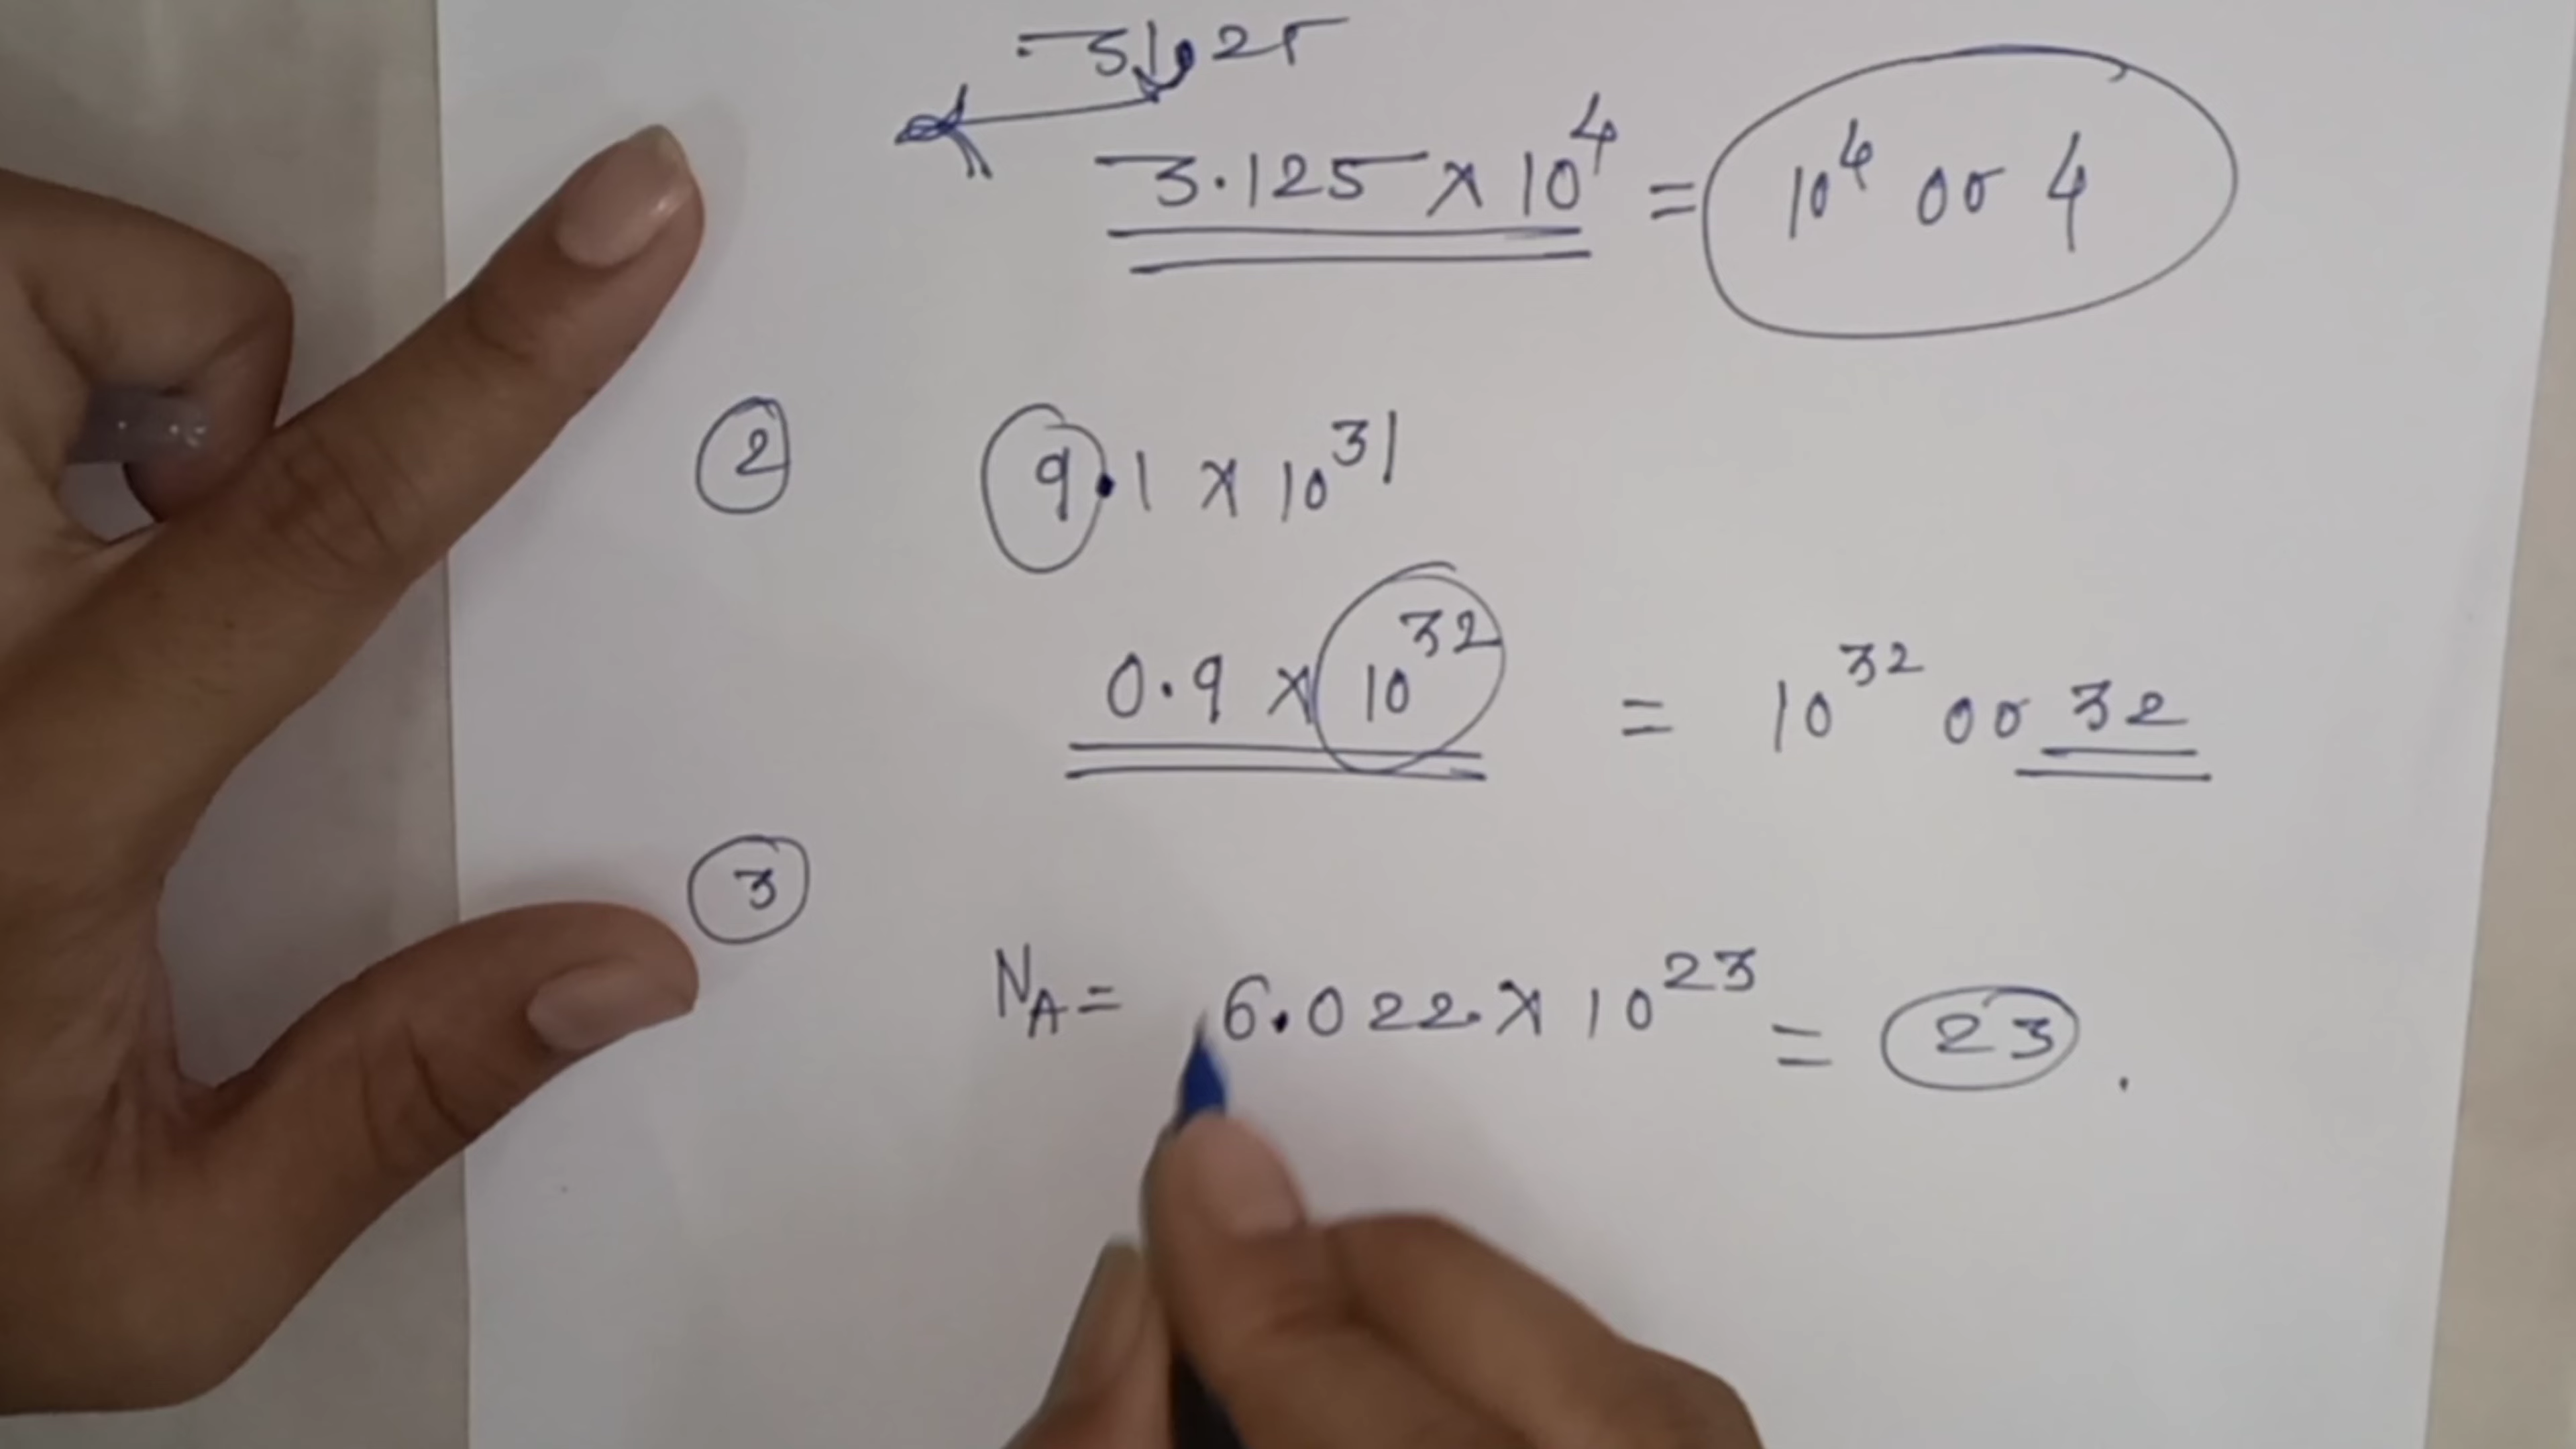 = 31,25
3.125 × 10⁴ = 10⁴ or 4
② 9.1 × 10³¹
0.9 × 10³² = 10³² or 32
③
N_A = 6.022 × 10²³ = 23.